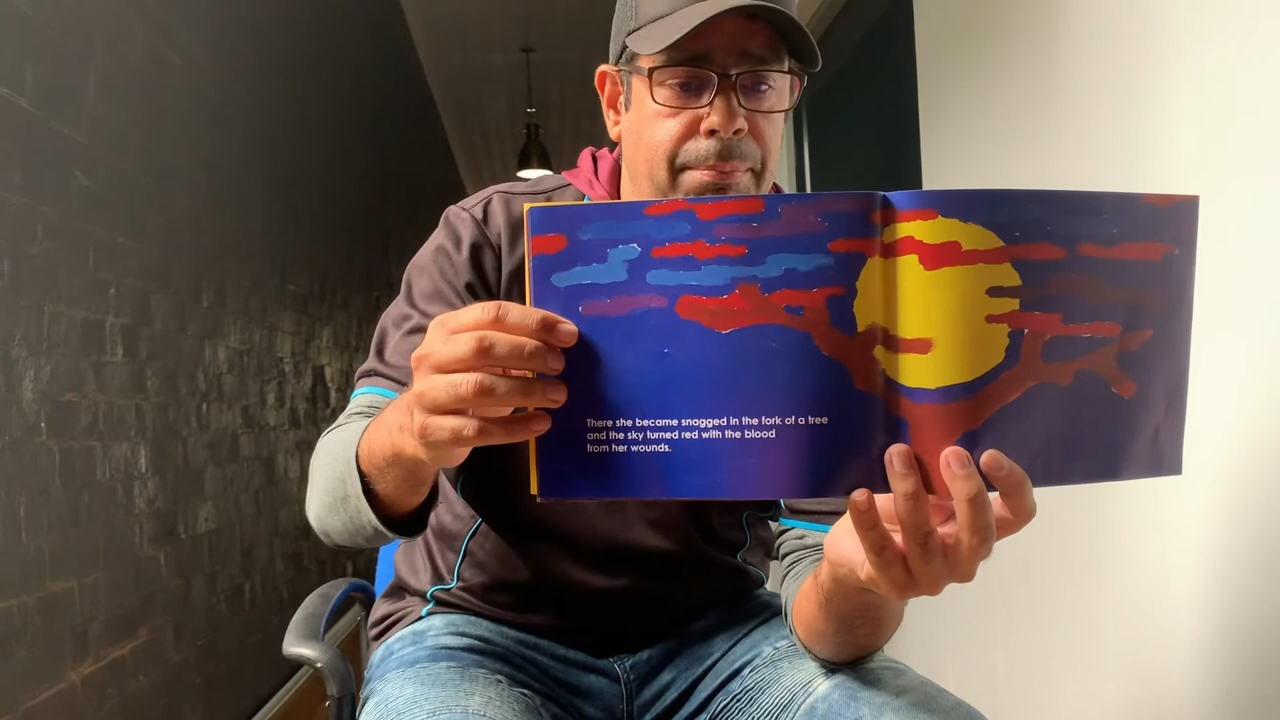 There she became snagged in the fork of a tree
and the sky turned red with the blood
from her wounds.